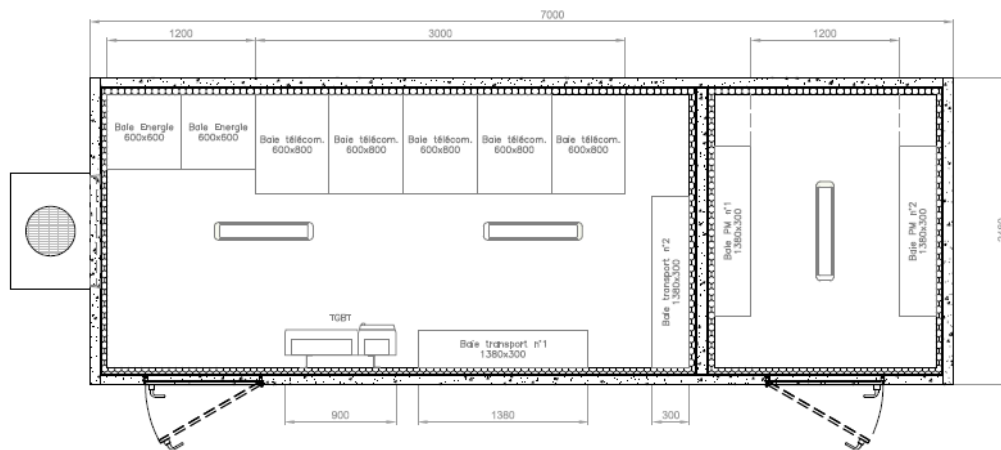 7000
1200
3000
1200
Baie Energie
600x600
Baie Energie
600x600
Baie télécom.
600x800
Baie télécom.
600x800
Baie télécom.
600x800
Baie télécom.
600x800
Baie télécom.
600x800
Baie transport n°2
1380x300
Baie PM n°1
1380x300
Baie PM n°2
1380x300
TGBT
Baie transport n°1
1380x300
900
1380
300